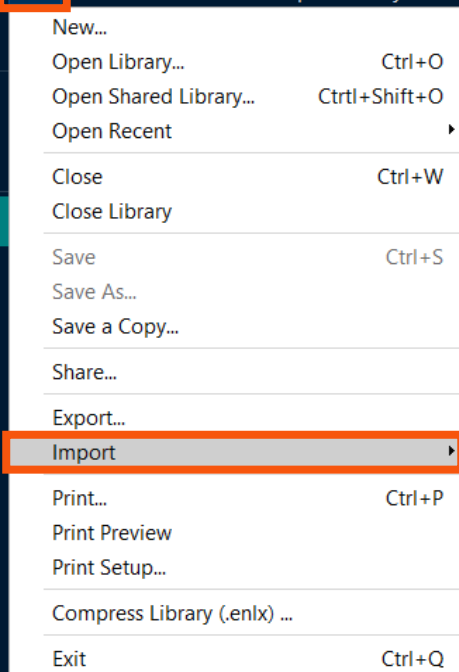 New...
Open Library... Ctrl+O
Open Shared Library... Ctrtl+Shift+O
Open Recent
Close Ctrl+W
Close Library
Save Ctrl+S
Save As...
Save a Copy...
Share...
Export...
Import
Print... Ctrl+P
Print Preview
Print Setup...
Compress Library (.enlx) ...
Exit Ctrl+Q